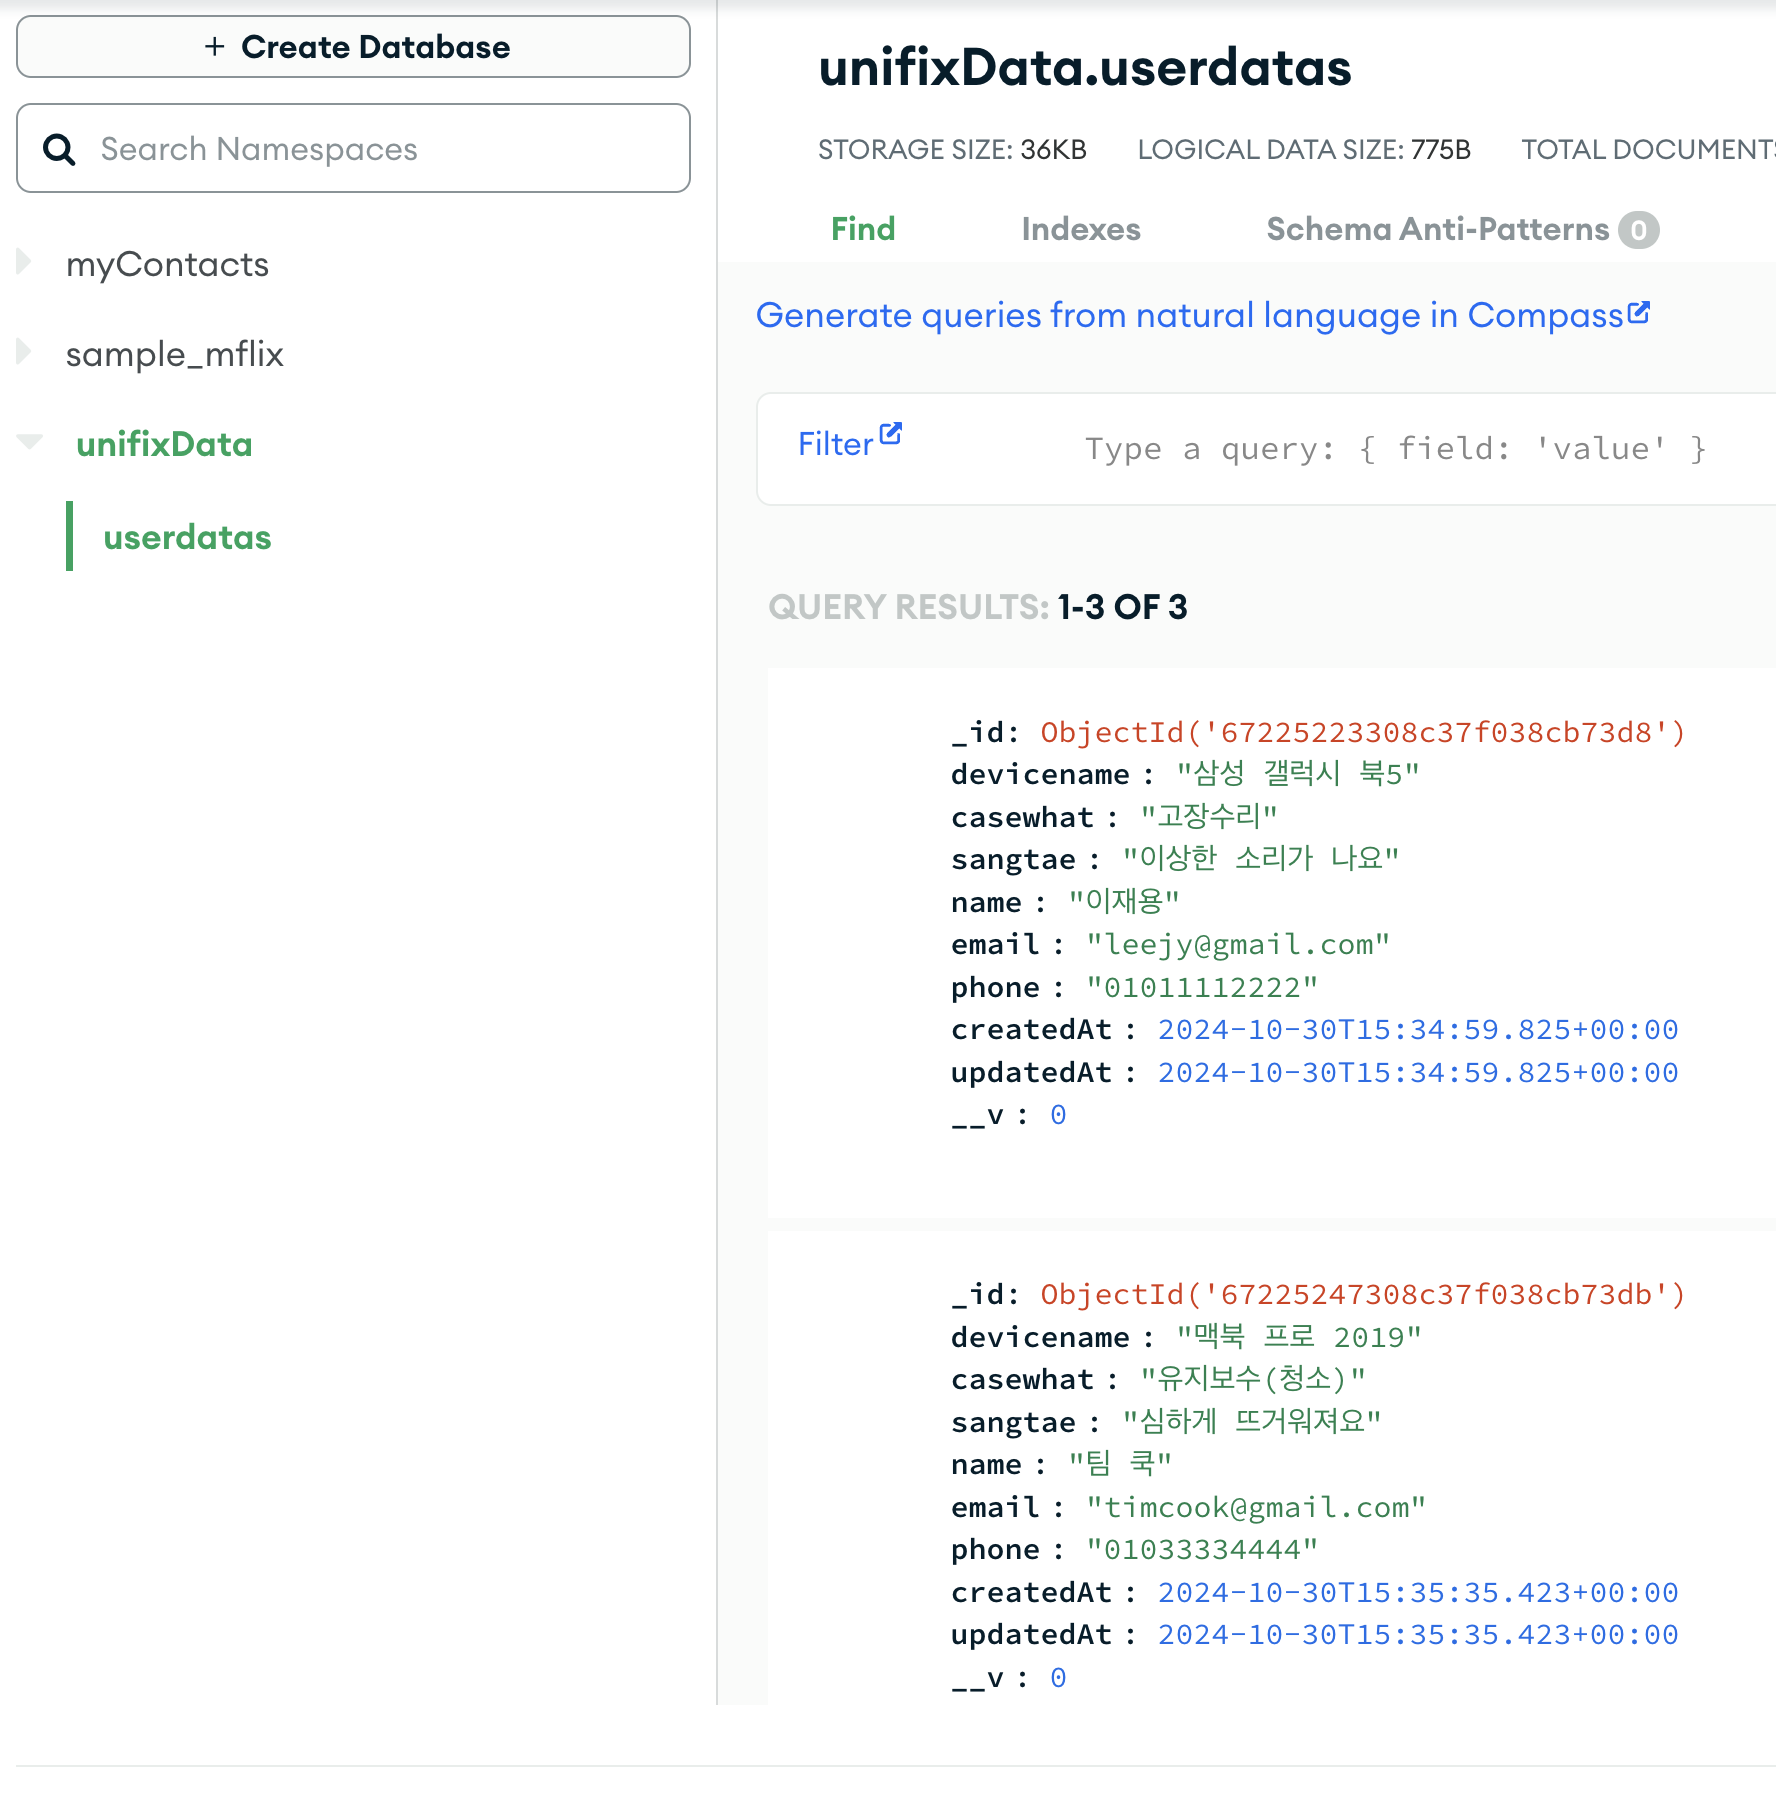 + Create Database
Search Namespaces
myContacts
sample_mflix
unifixData
userdatas
unifixData.userdatas
STORAGE SIZE: 36KB LOGICAL DATA SIZE: 775B TOTAL DOCUMENTS
Find Indexes Schema Anti-Patterns 0
Generate queries from natural language in Compass
Filter Type a query: { field: 'value' }
QUERY RESULTS: 1-3 OF 3
_id: ObjectId('67225223308c37f038cb73d8')
devicename : "삼성 갤럭시 북5"
casewhat : "고장수리"
sangtae : "이상한 소리가 나요"
name : "이재용"
email : "leejy@gmail.com"
phone : "01011112222"
createdAt : 2024-10-30T15:34:59.825+00:00
updatedAt : 2024-10-30T15:34:59.825+00:00
__v : 0
_id: ObjectId('67225247308c37f038cb73db')
devicename : "맥북 프로 2019"
casewhat : "유지보수(청소)"
sangtae : "심하게 뜨거워져요"
name : "팀 쿡"
email : "timcook@gmail.com"
phone : "01033334444"
createdAt : 2024-10-30T15:35:35.423+00:00
updatedAt : 2024-10-30T15:35:35.423+00:00
__v : 0